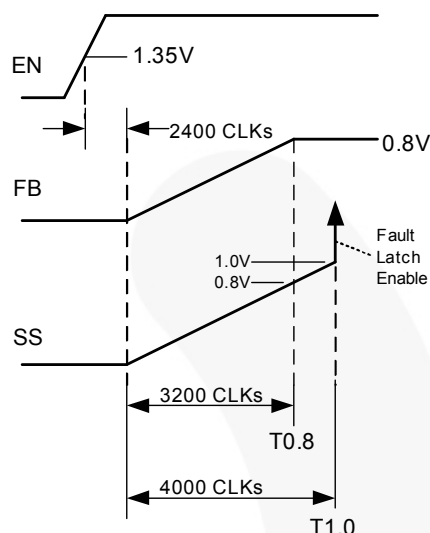 EN
1.35V
2400 CLKs
FB
0.8V
Fault
Latch
Enable
1.0V
0.8V
SS
3200 CLKs
T0.8
4000 CLKs
T1.0